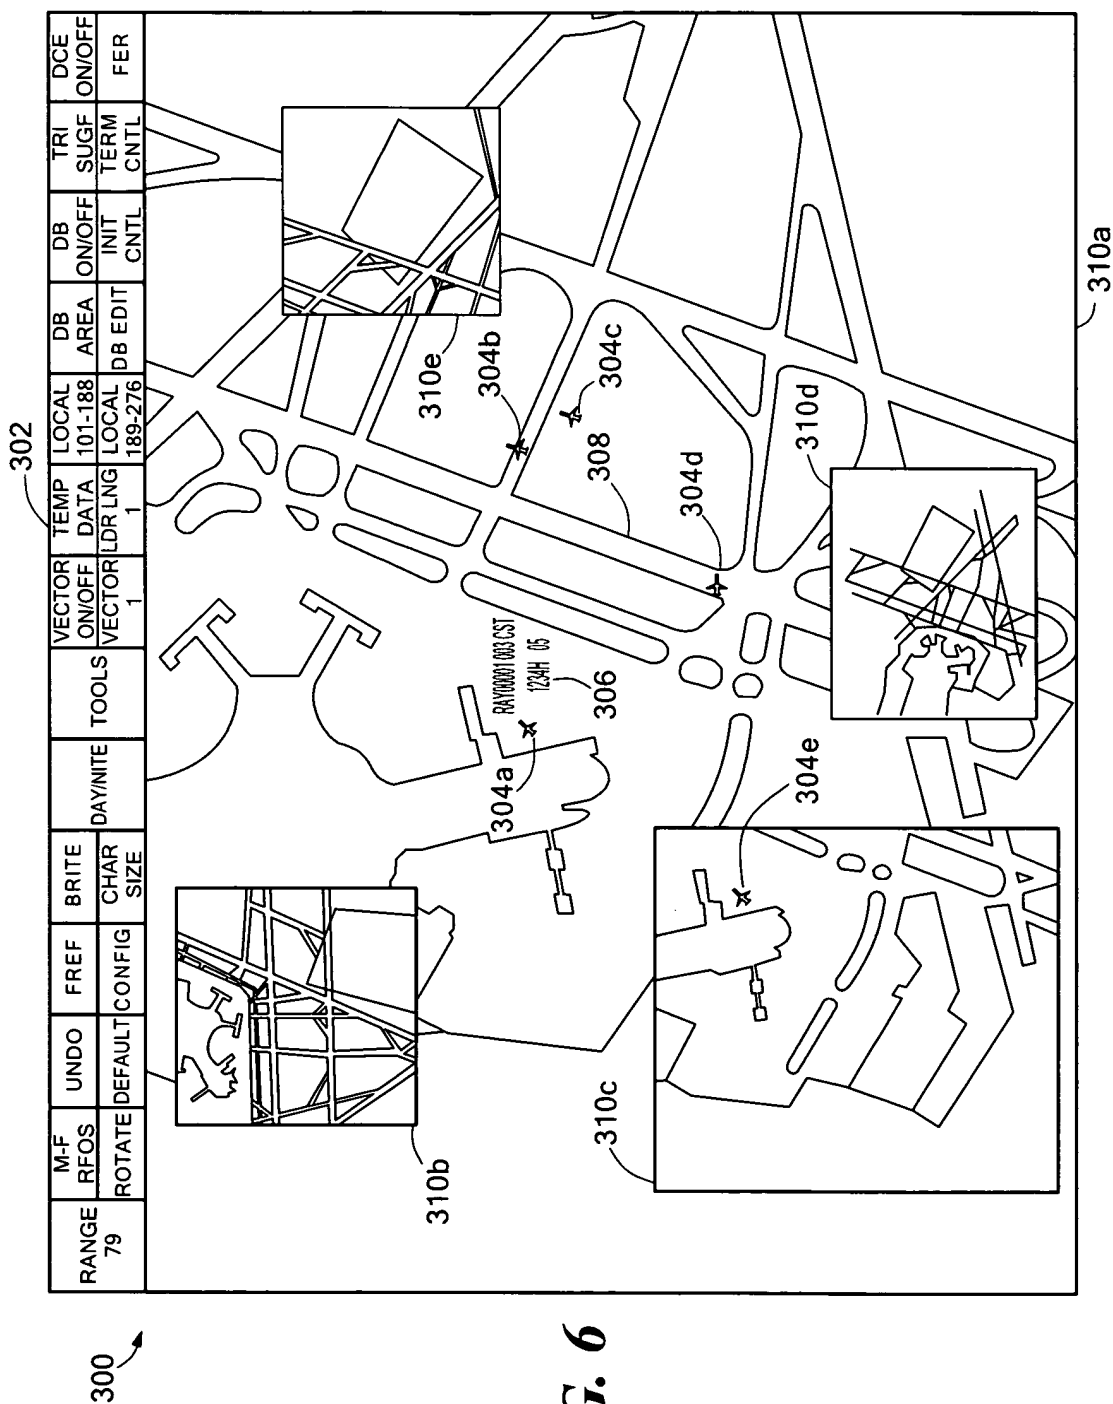 302
RANGE
79
M-F
RFOS
UNDO
FREF
BRITE
DAY/NITE
TOOLS
VECTOR
ON/OFF
TEMP
DATA
LOCAL
101-188
DB
AREA
DB
ON/OFF
TRI
SUGF
DCE
ON/OFF
ROTATE
DEFAULT
CONFIG
CHAR
SIZE
VECTOR
1
LDR LNG
1
LOCAL
189-276
DB EDIT
INIT
CNTL
TERM
CNTL
FER
300
310b
310e
304b
304c
RAY00001 003 CST
1234H 05
306
304a
308
304d
310c
304e
310d
310a
6